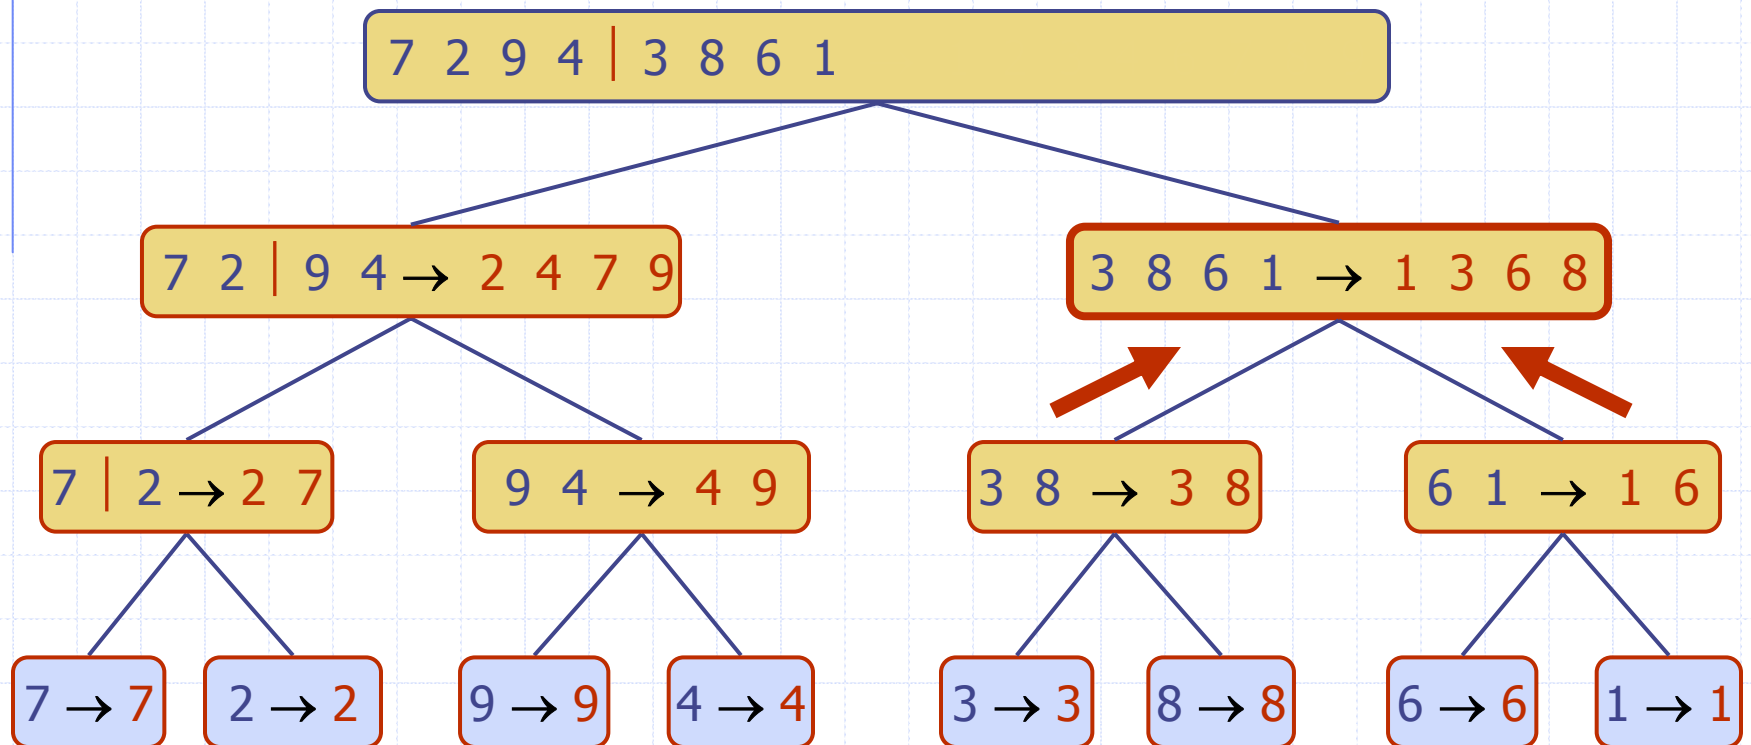 7 2 9 4 | 3 8 6 1
7 2 | 9 4 → 2 4 7 9
3 8 6 1 → 1 3 6 8
7 | 2 → 2 7
9 4 → 4 9
3 8 → 3 8
6 1 → 1 6
7 → 7
2 → 2
9 → 9
4 → 4
3 → 3
8 → 8
6 → 6
1 → 1